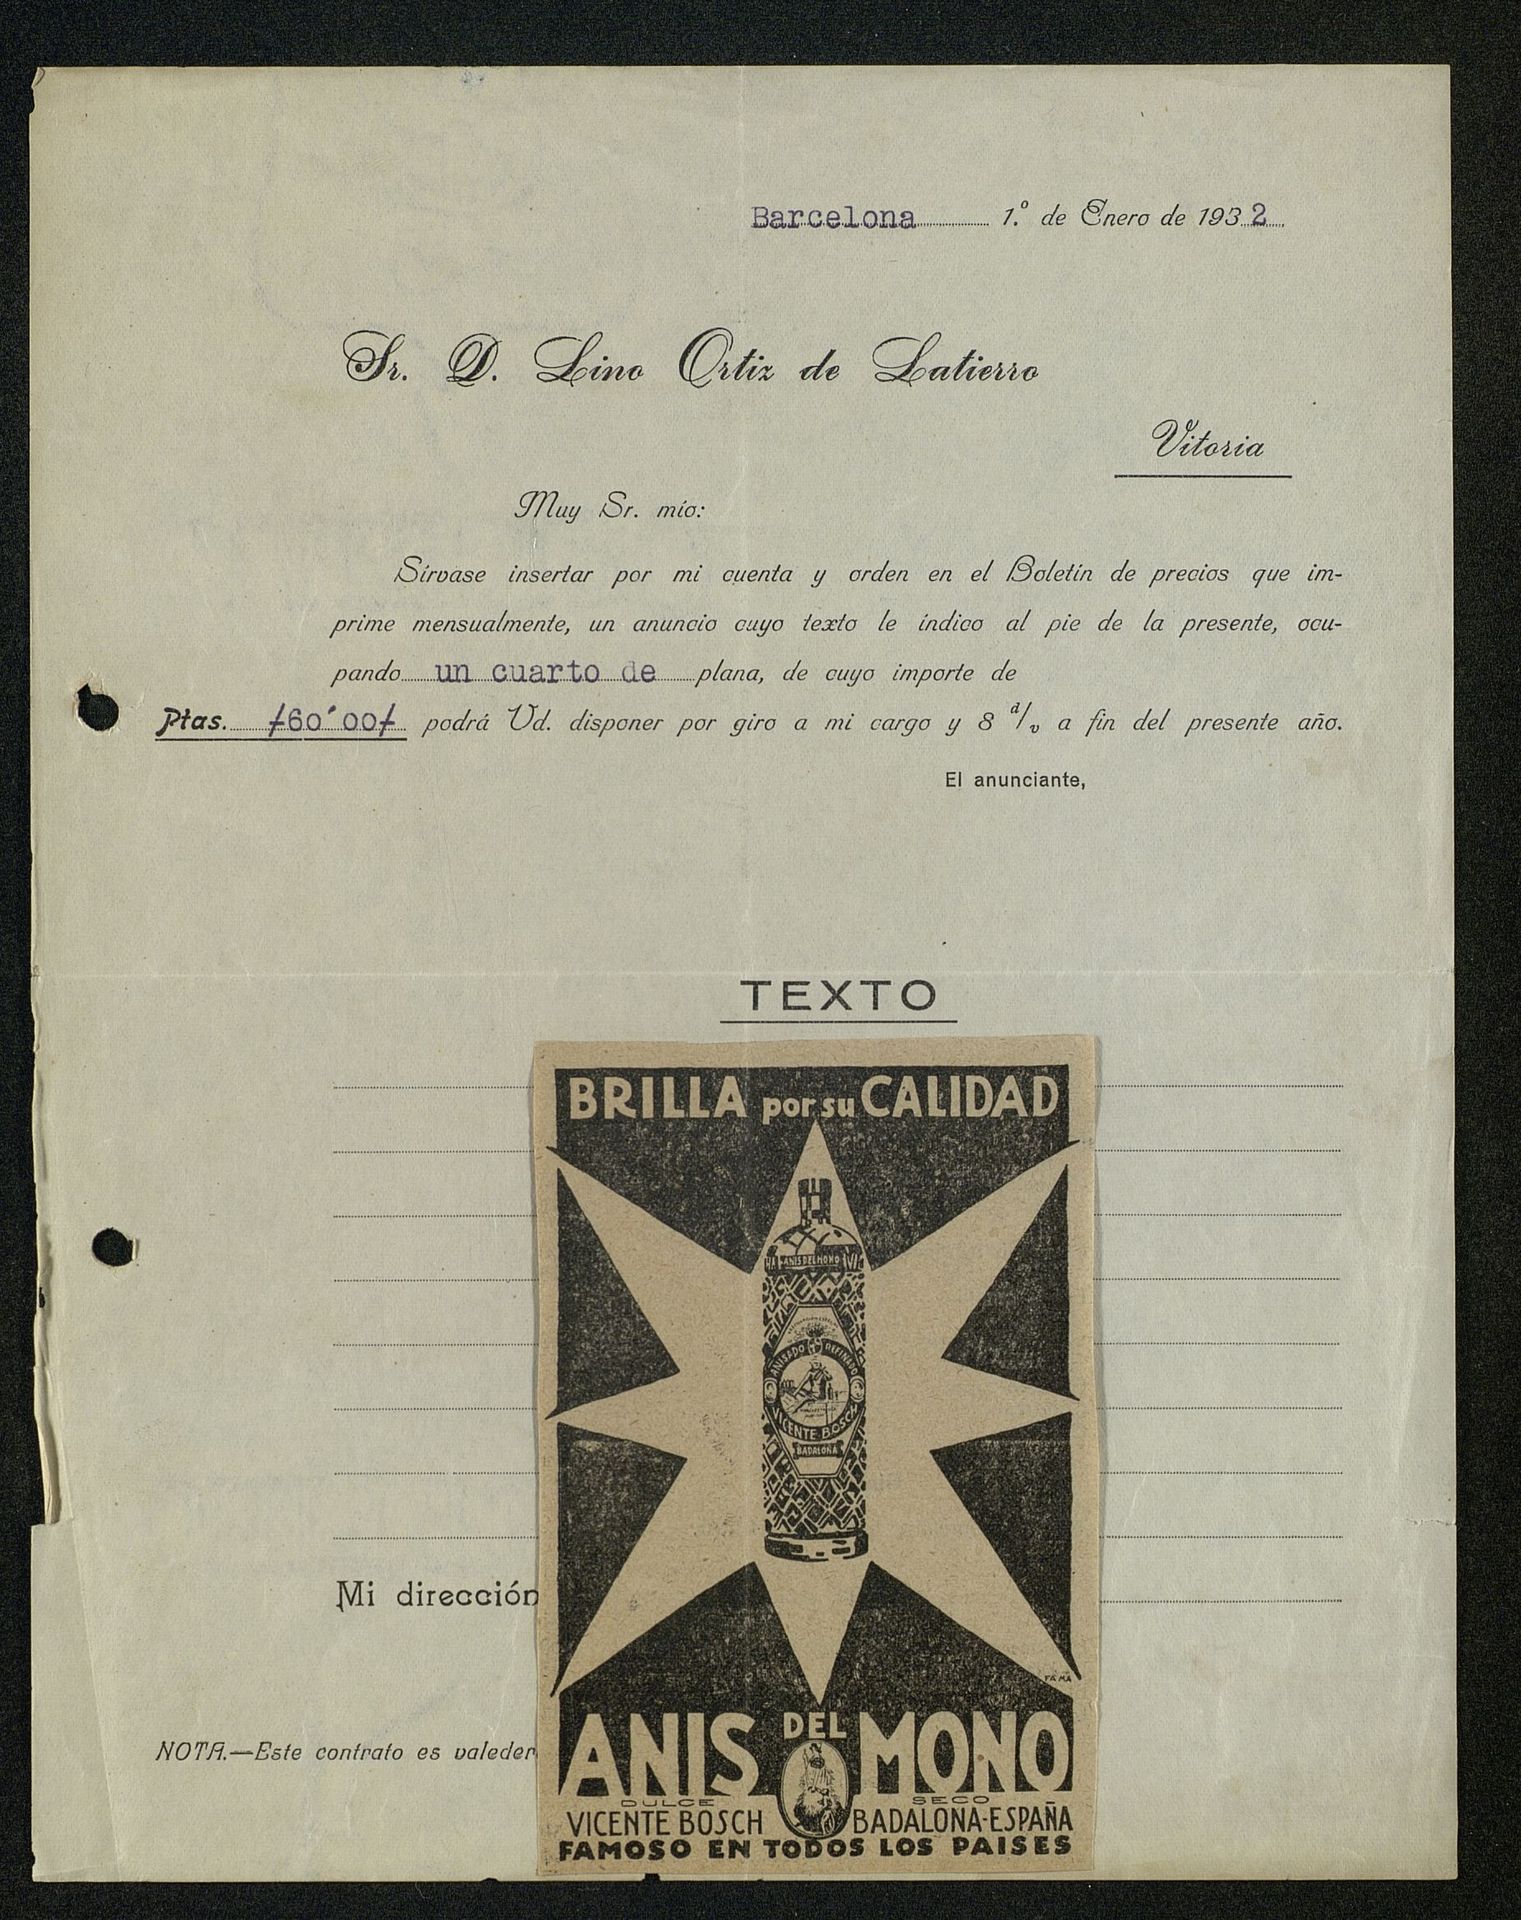 Barcelona 1.º de Enero de 1932
Sr. D. Lino Ortiz de Latierro
Vitoria
Muy Sr. mío:
Sírvase insertar por mi cuenta y orden en el Boletín de precios que im-
prime mensualmente, un anuncio cuyo texto le indico al pie de la presente, ocu-
pando un cuarto de plana, de cuyo importe de
Ptas. /60'00/ podrá Vd. disponer por giro a mi cargo y 8 d/v a fin del presente año.
El anunciante,
TEXTO
BRILLA por su CALIDAD
ANIS DEL MONO
ANISADO REFINADO
VICENTE BOSCH
BADALONA
Mi dirección
FAMA
NOTA.—Este contrato es valeder
ANIS DEL MONO
DULCE SECO
VICENTE BOSCH BADALONA-ESPAÑA
FAMOSO EN TODOS LOS PAISES